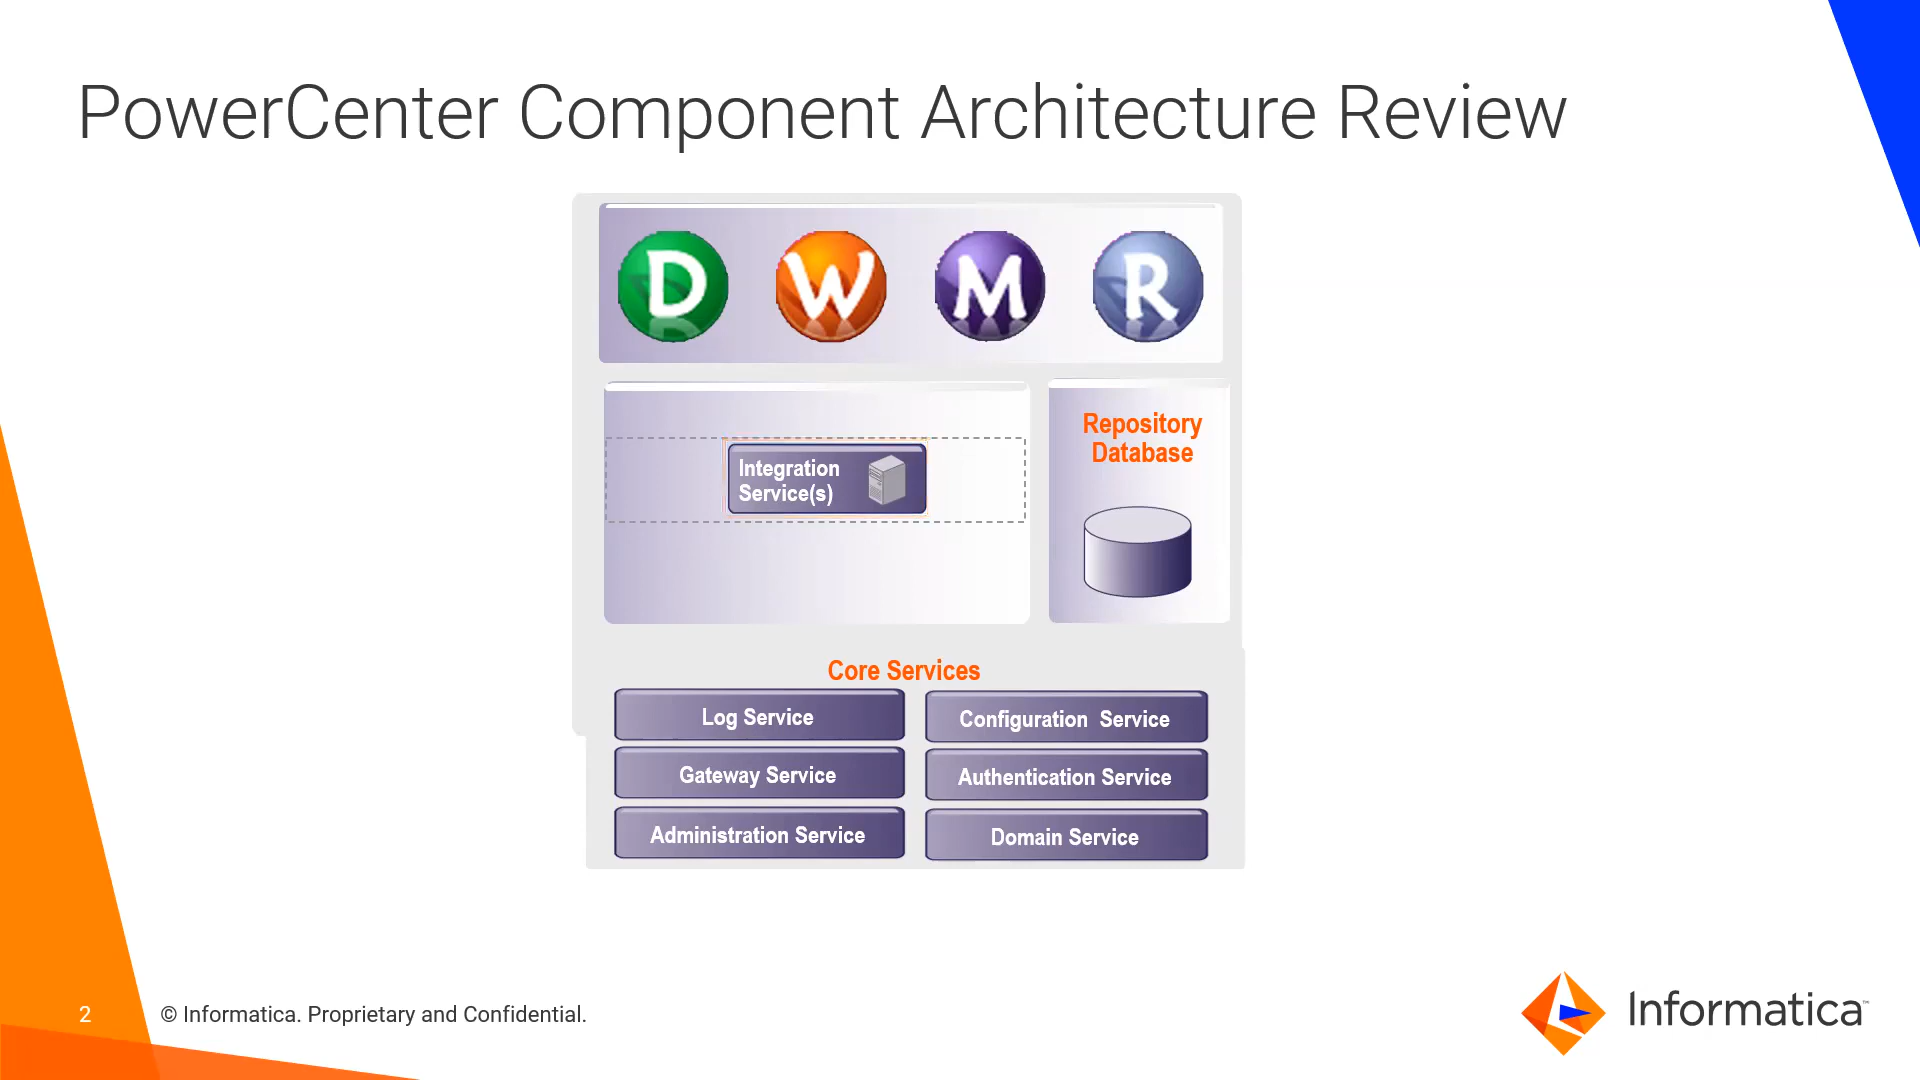 PowerCenter Component Architecture Review
D W M R
Integration
Service(s)
Repository
Database
Core Services
Log Service
Configuration Service
Gateway Service
Authentication Service
Administration Service
Domain Service
2
© Informatica. Proprietary and Confidential.
Informatica™